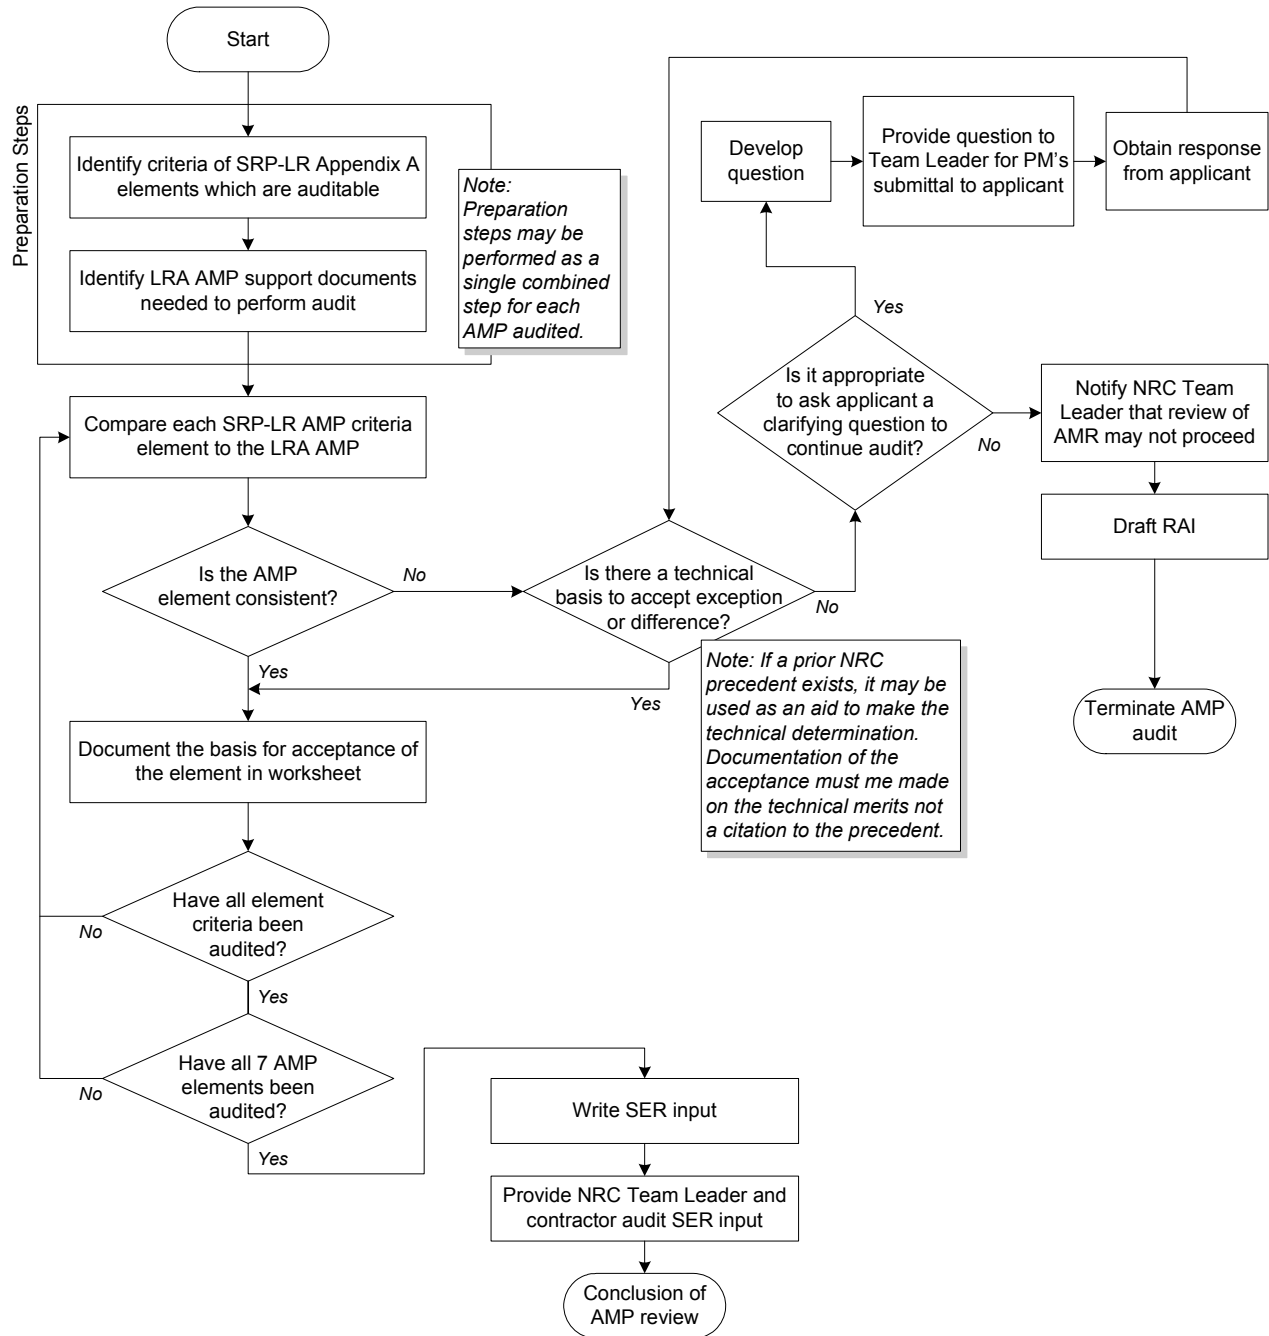 Start
Preparation Steps
Identify criteria of SRP-LR Appendix A
elements which are auditable
Identify LRA AMP support documents
needed to perform audit
Note:
Preparation
steps may be
performed as a
single combined
step for each
AMP audited.
Compare each SRP-LR AMP criteria
element to the LRA AMP
Is the AMP
element consistent?
No
Yes
Is there a technical
basis to accept exception
or difference?
No
Yes
Note: If a prior NRC
precedent exists, it may be
used as an aid to make the
technical determination.
Documentation of the
acceptance must me made
on the technical merits not
a citation to the precedent.
Is it appropriate
to ask applicant a
clarifying question to
continue audit?
Yes
No
Develop
question
Provide question to
Team Leader for PM's
submittal to applicant
Obtain response
from applicant
Notify NRC Team
Leader that review of
AMR may not proceed
Draft RAI
Terminate AMP
audit
Document the basis for acceptance of
the element in worksheet
Have all element
criteria been
audited?
No
Yes
Have all 7 AMP
elements been
audited?
No
Yes
Write SER input
Provide NRC Team Leader and
contractor audit SER input
Conclusion of
AMP review